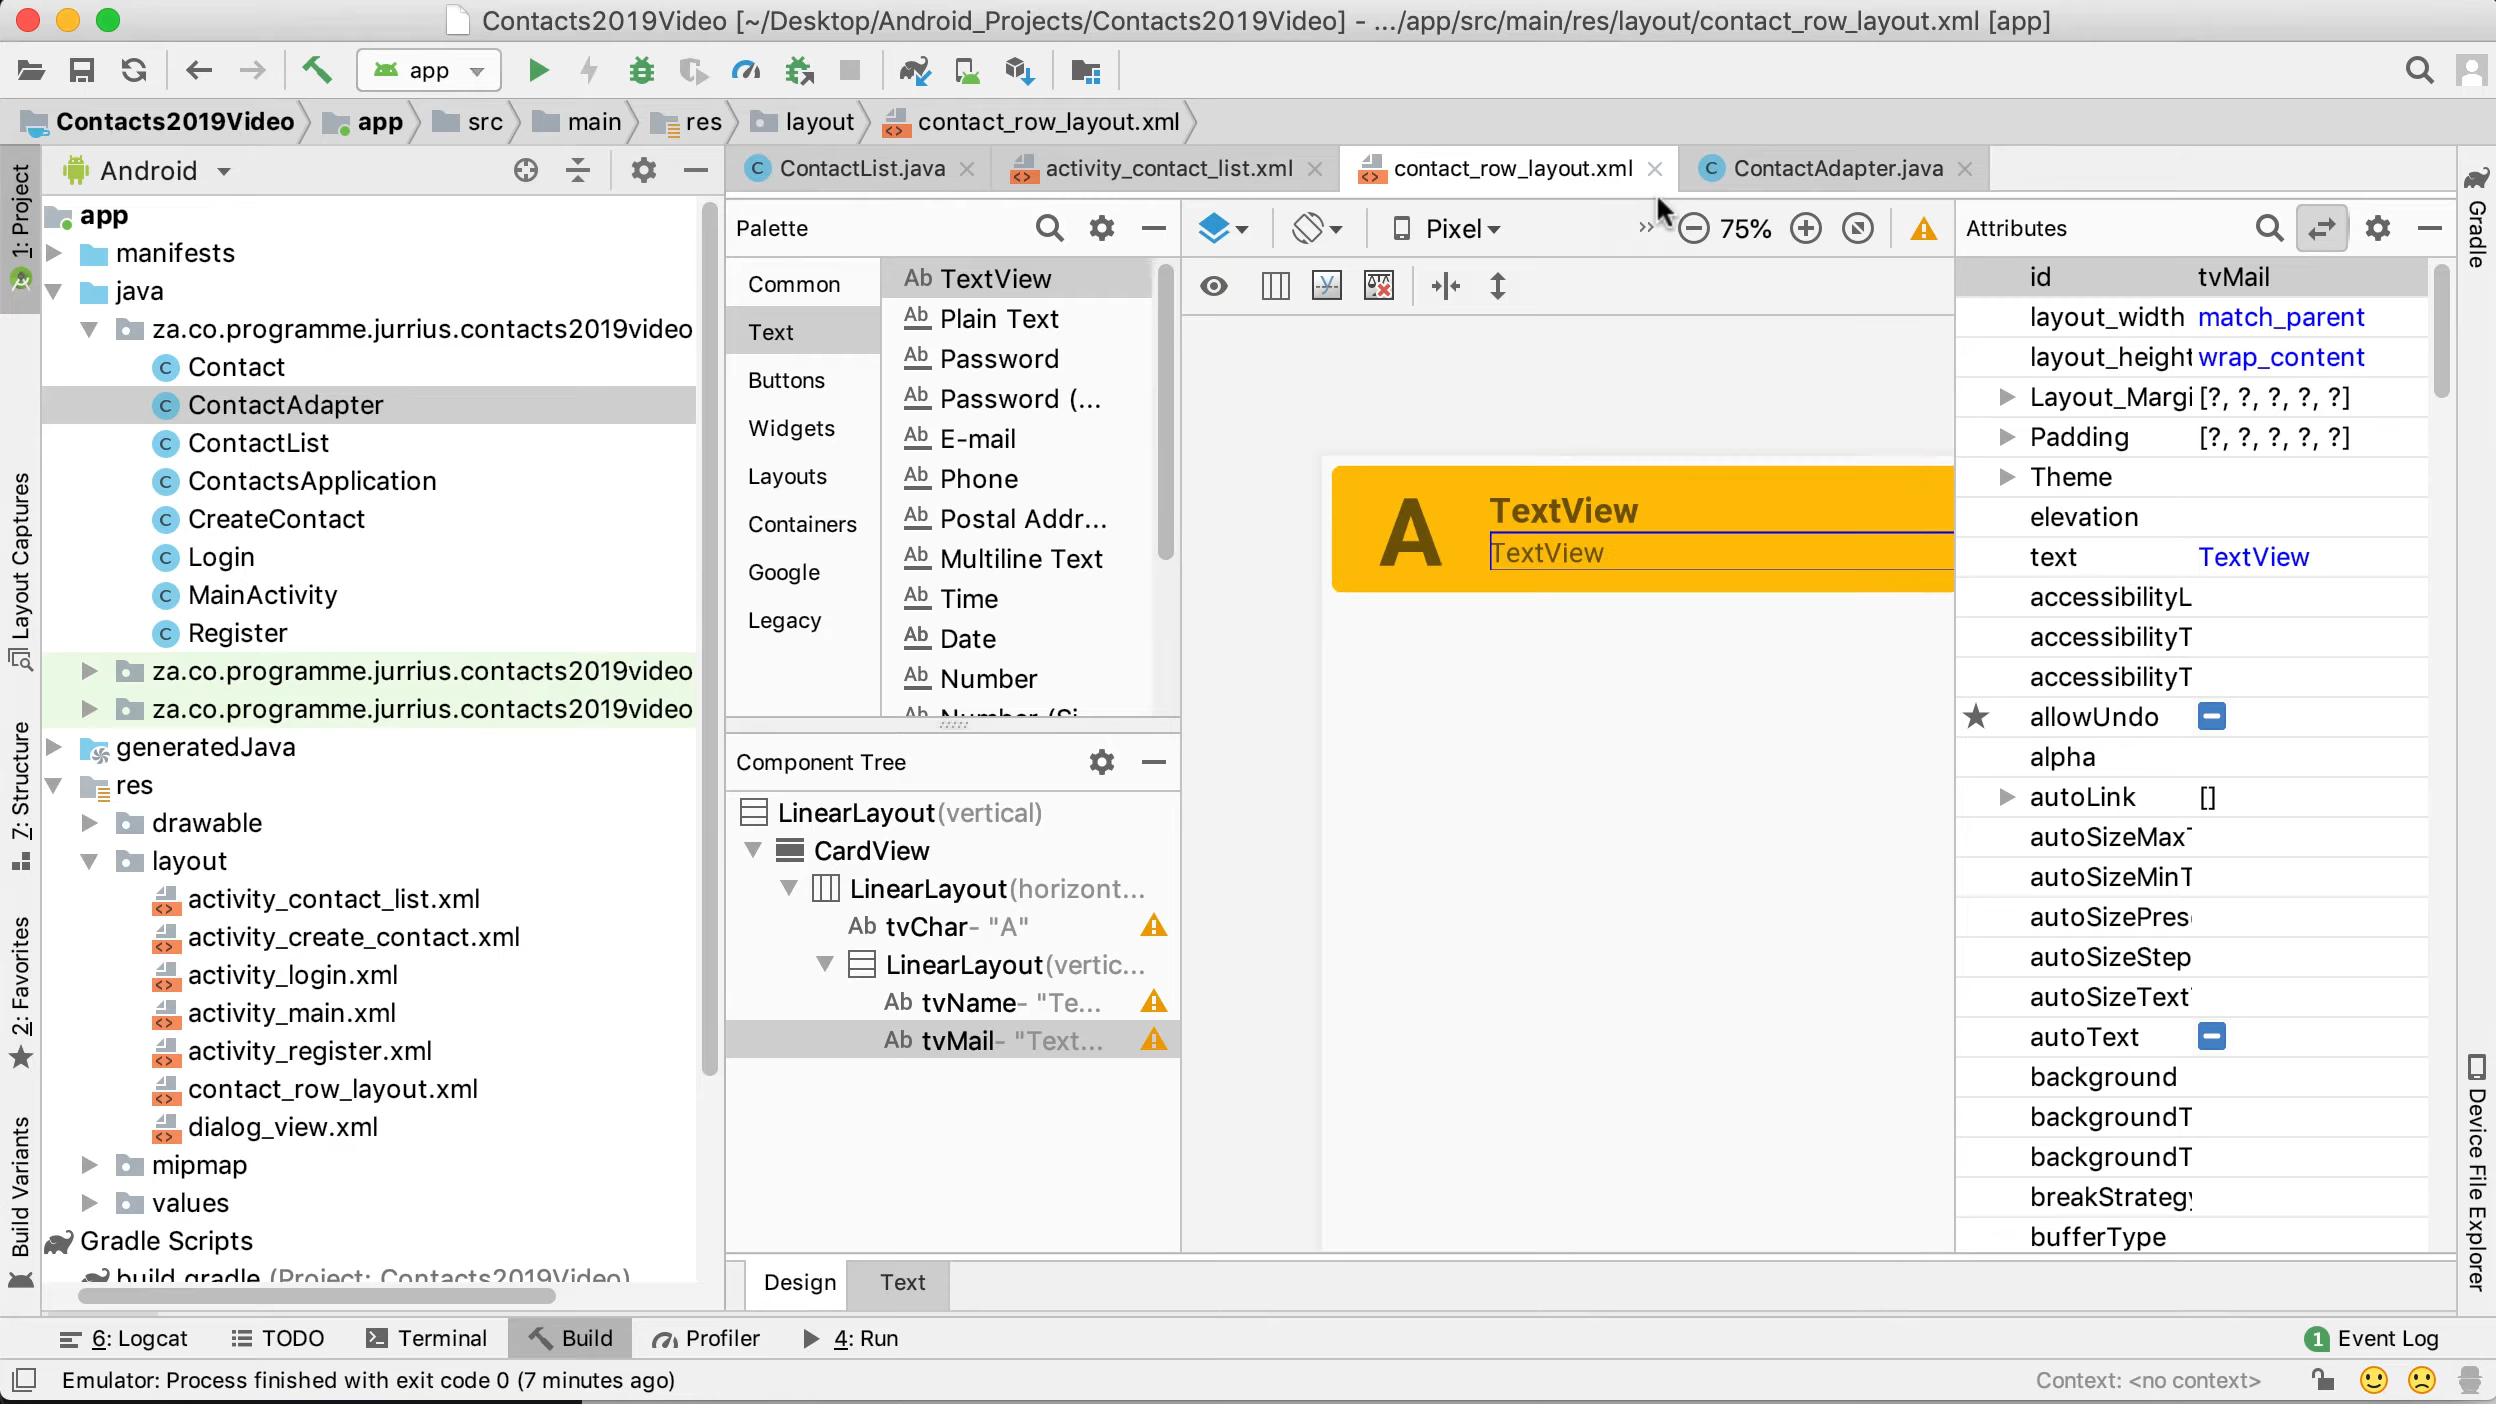 Contacts2019Video [~/Desktop/Android_Projects/Contacts2019Video] - .../app/src/main/res/layout/contact_row_layout.xml [app]
app
Contacts2019Video
app
src
main
res
layout
contact_row_layout.xml
1: Project
Layout Captures
7: Structure
2: Favorites
Build Variants
Android
app
manifests
java
za.co.programme.jurrius.contacts2019video
Contact
ContactAdapter
ContactList
ContactsApplication
CreateContact
Login
MainActivity
Register
za.co.programme.jurrius.contacts2019video
za.co.programme.jurrius.contacts2019video
generatedJava
res
drawable
layout
activity_contact_list.xml
activity_create_contact.xml
activity_login.xml
activity_main.xml
activity_register.xml
contact_row_layout.xml
dialog_view.xml
mipmap
values
Gradle Scripts
build.gradle (Project: Contacts2019Video)
ContactList.java
activity_contact_list.xml
contact_row_layout.xml
ContactAdapter.java
Palette
Common
Text
Buttons
Widgets
Layouts
Containers
Google
Legacy
Ab TextView
Ab Plain Text
Ab Password
Ab Password (...
Ab E-mail
Ab Phone
Ab Postal Addr...
Ab Multiline Text
Ab Time
Ab Date
Ab Number
Ab Number (Si...
Component Tree
LinearLayout(vertical)
CardView
LinearLayout(horizont...
Ab tvChar- "A"
LinearLayout(vertic...
Ab tvName- "Te...
Ab tvMail- "Text...
Pixel
75%
A
TextView
TextView
Attributes
id tvMail
layout_width match_parent
layout_height wrap_content
Layout_Margi [?, ?, ?, ?, ?]
Padding [?, ?, ?, ?, ?]
Theme
elevation
text TextView
accessibilityL
accessibilityT
accessibilityT
allowUndo
alpha
autoLink []
autoSizeMaxT
autoSizeMinT
autoSizePrese
autoSizeStep
autoSizeText
autoText
background
backgroundT
backgroundT
breakStrategy
bufferType
Gradle
Device File Explorer
Design
Text
6: Logcat
TODO
Terminal
Build
Profiler
4: Run
1 Event Log
Emulator: Process finished with exit code 0 (7 minutes ago)
Context: <no context>